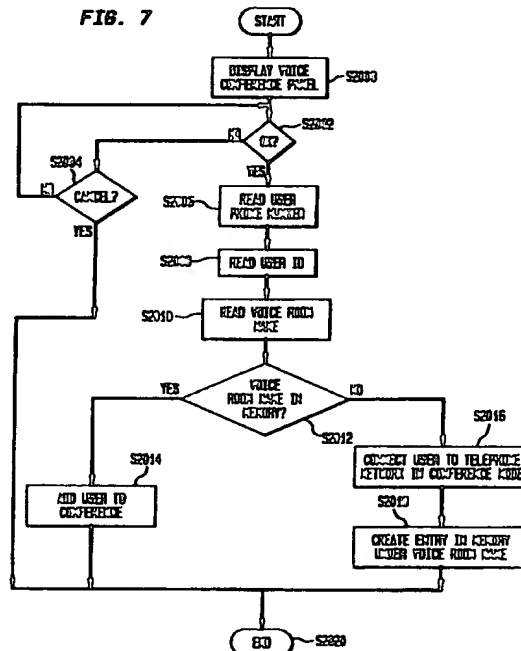 FIG. 7
START
DISPLAY VOICE
CONFERENCE PANEL
S2000
OK?
S2002
NO
YES
S2004
CANCEL?
NO
YES
READ USER
PHONE NUMBER
READ USER ID
S2010
READ VOICE ROOM
NAME
VOICE
ROOM NAME IN
MEMORY?
YES
NO
S2012
S2014
ADD USER TO
CONFERENCE
S2016
CONNECT USER TO TELEPHONE
NETWORK IN CONFERENCE MODE
CREATE ENTRY IN MEMORY
UNDER VOICE ROOM NAME
END
S2020